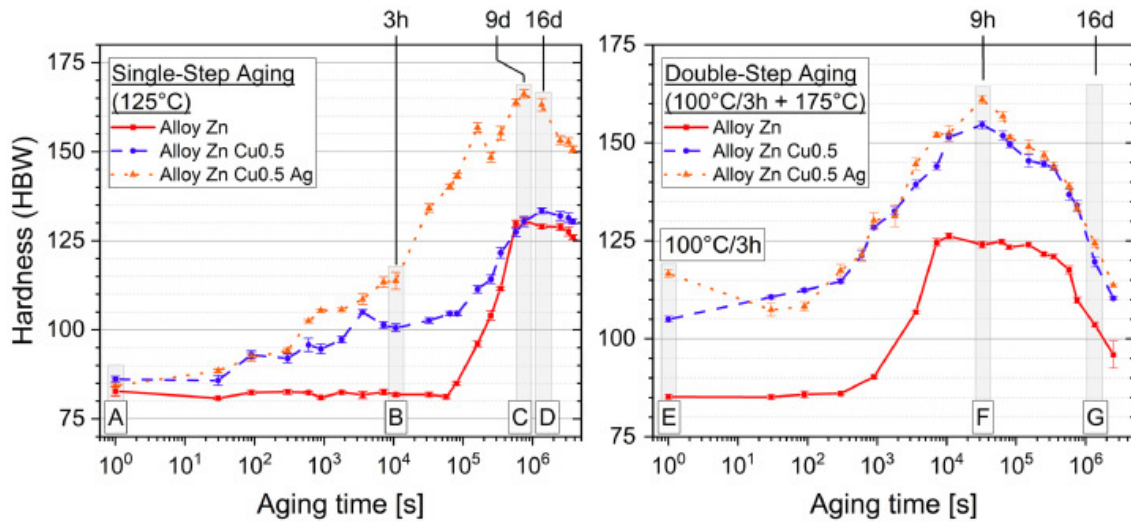 3h 9d 16d
9h 16d
Hardness (HBW)
175
150
125
100
75
Single-Step Aging
(125°C)
Alloy Zn
Alloy Zn Cu0.5
Alloy Zn Cu0.5 Ag
A
B
C
D
10⁰ 10¹ 10² 10³ 10⁴ 10⁵ 10⁶
Aging time [s]
175
150
125
100
75
Double-Step Aging
(100°C/3h + 175°C)
Alloy Zn
Alloy Zn Cu0.5
Alloy Zn Cu0.5 Ag
100°C/3h
E
F
G
10⁰ 10¹ 10² 10³ 10⁴ 10⁵ 10⁶
Aging time [s]